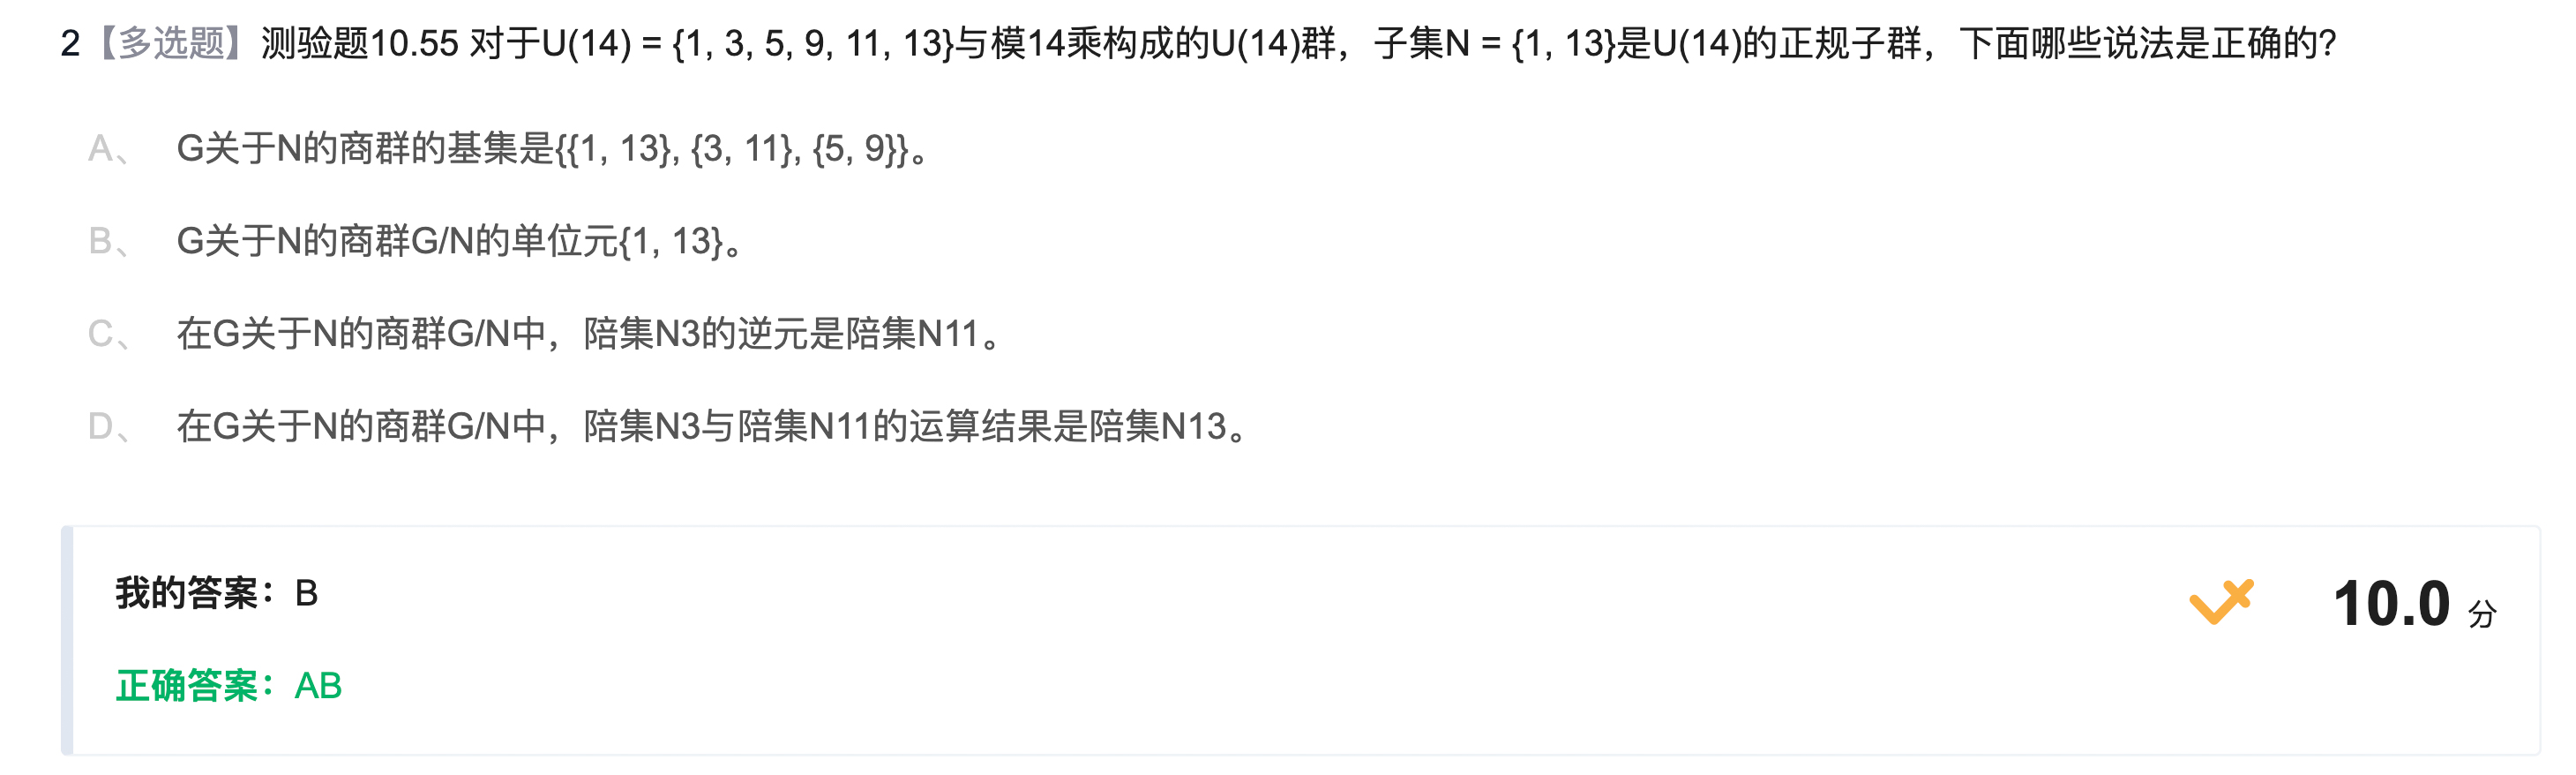 2【多选题】测验题10.55 对于U(14) = {1, 3, 5, 9, 11, 13}与模14乘构成的U(14)群，子集N = {1, 13}是U(14)的正规子群，下面哪些说法是正确的?
A、 G关于N的商群的基集是{{1, 13}, {3, 11}, {5, 9}}。
B、 G关于N的商群G/N的单位元{1, 13}。
C、 在G关于N的商群G/N中，陪集N3的逆元是陪集N11。
D、 在G关于N的商群G/N中，陪集N3与陪集N11的运算结果是陪集N13。
我的答案：B
10.0 分
正确答案：AB